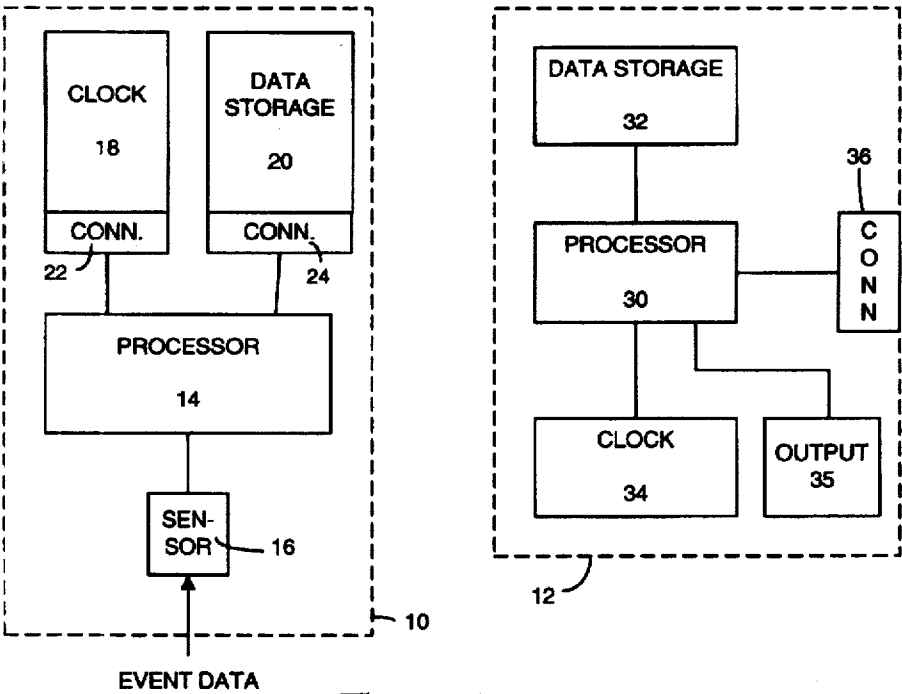 CLOCK
18
CONN.
22
DATA
STORAGE
20
CONN.
24
PROCESSOR
14
SEN-
SOR
16
10
EVENT DATA
DATA STORAGE
32
PROCESSOR
30
36
C
O
N
N
CLOCK
34
OUTPUT
35
12